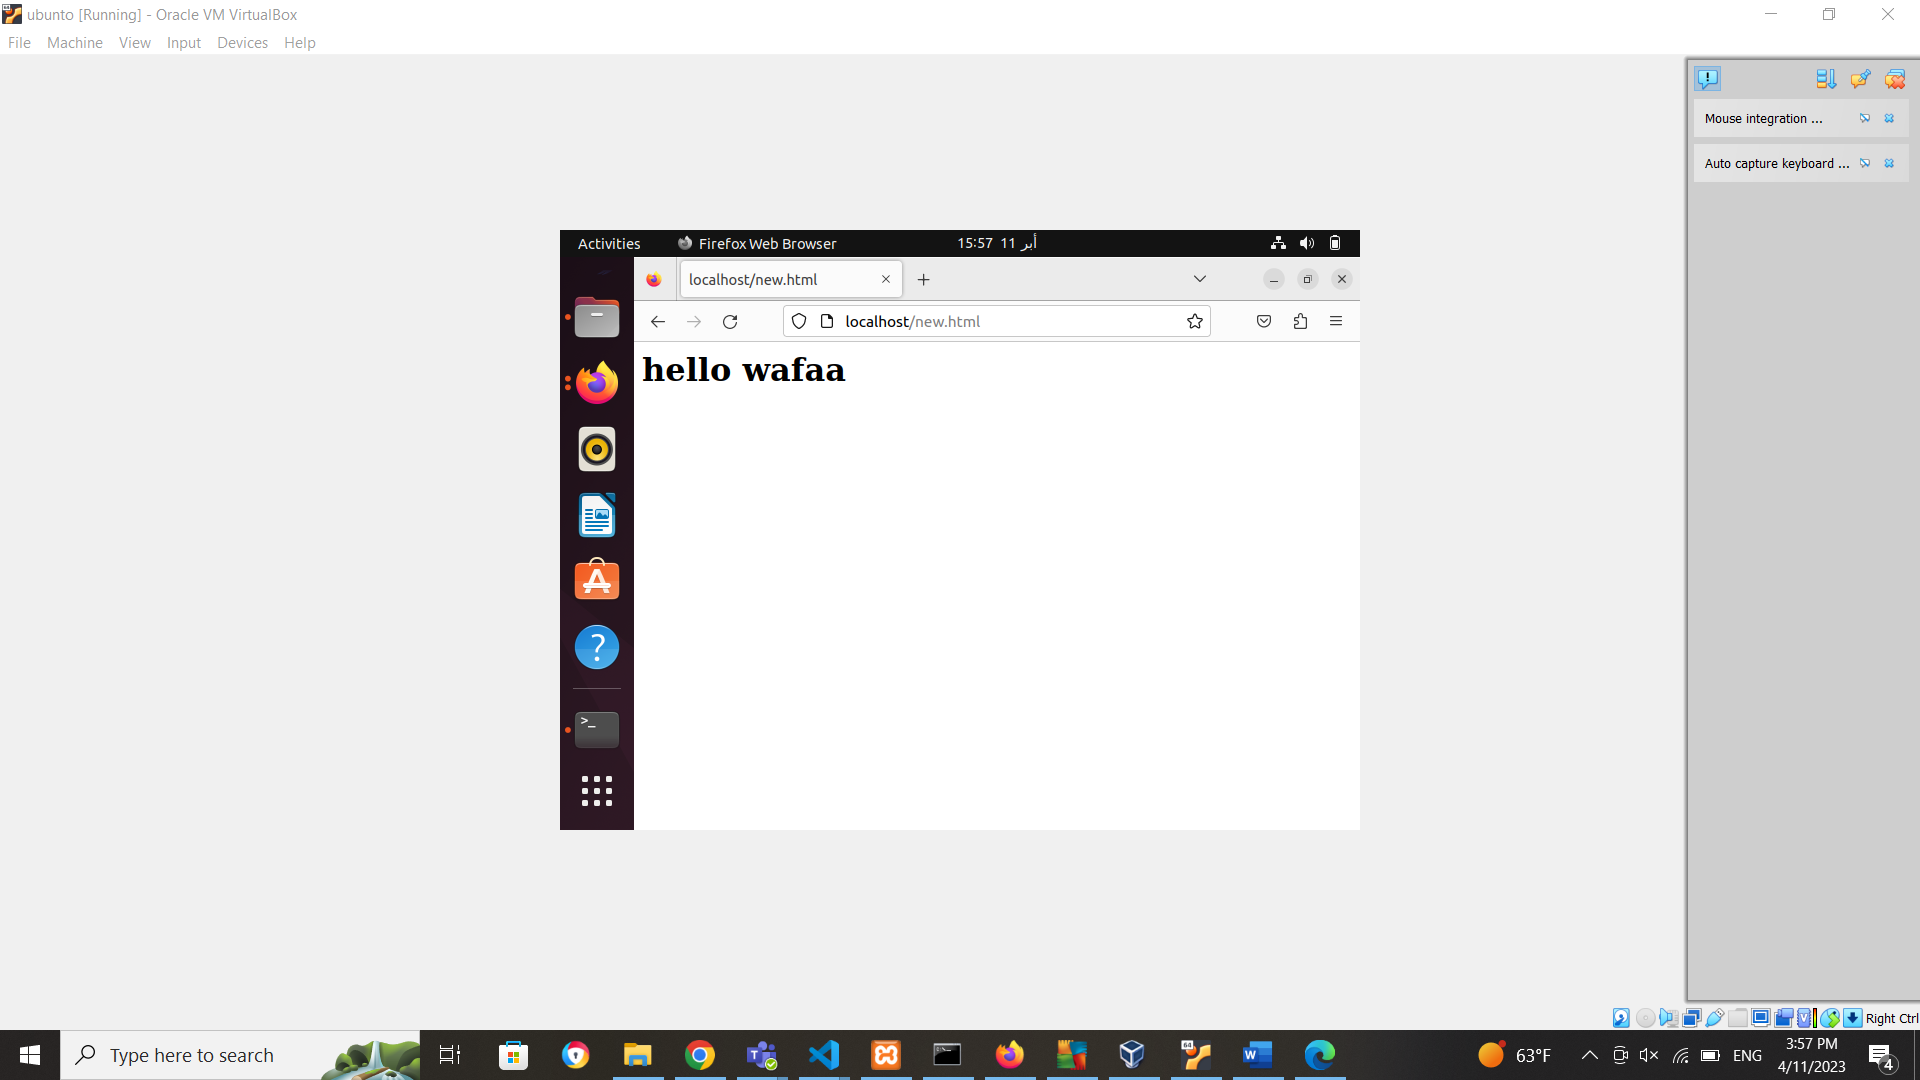 ubunto [Running] - Oracle VM VirtualBox
File Machine View Input Devices Help
Mouse integration ...
Auto capture keyboard ...
Activities Firefox Web Browser 15:57 11 أبر
localhost/new.html
localhost/new.html
hello wafaa
Right Ctrl
Type here to search
63°F ENG 3:57 PM
4/11/2023 4